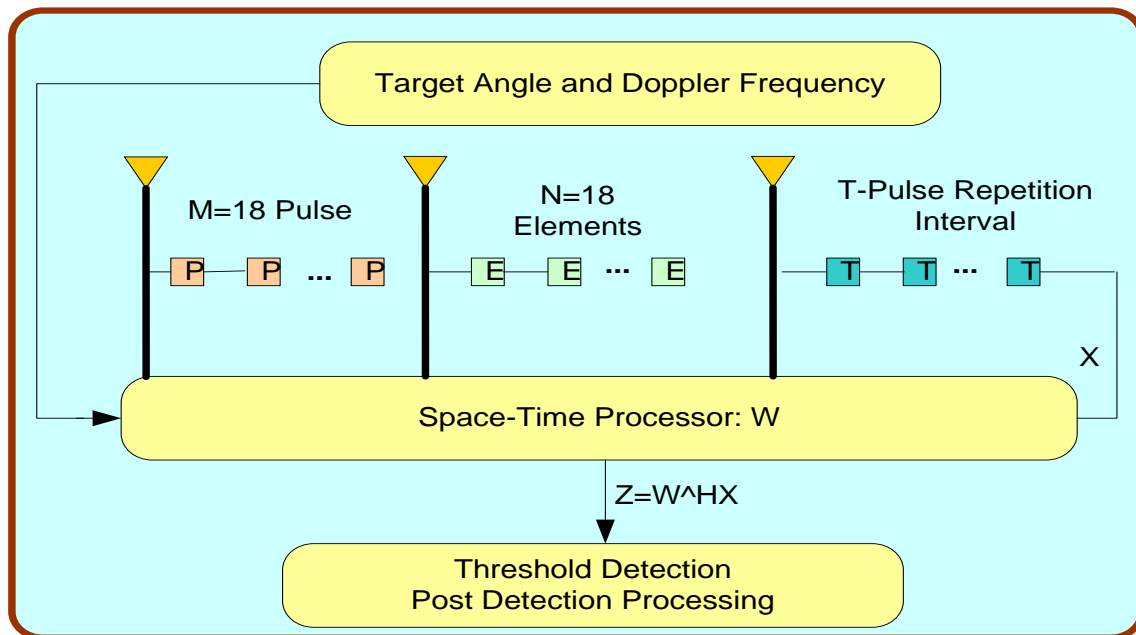 Target Angle and Doppler Frequency
M=18 Pulse
N=18
Elements
T-Pulse Repetition
Interval
P P ... P
E E ... E
T T ... T
X
Space-Time Processor: W
Z=W^HX
Threshold Detection
Post Detection Processing